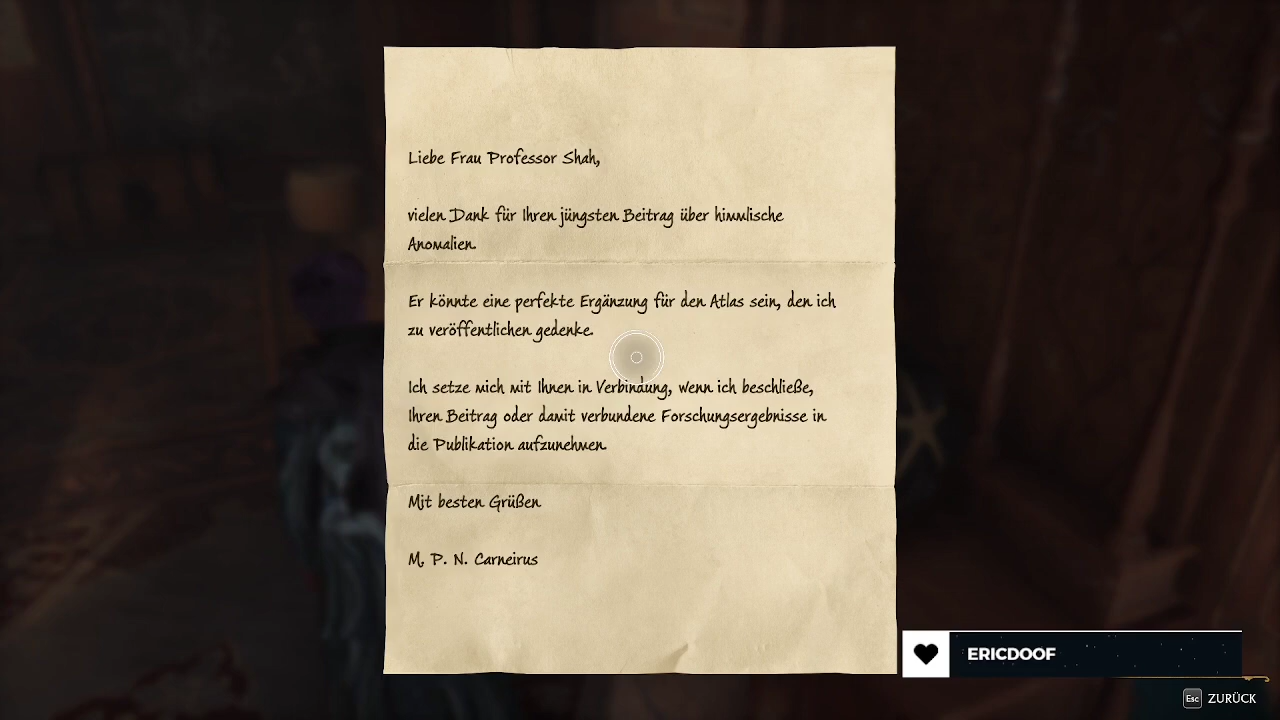 Liebe Frau Professor Shah,
vielen Dank für Ihren jüngsten Beitrag über himmlische
Anomalien.
Er könnte eine perfekte Ergänzung für den Atlas sein, den ich
zu veröffentlichen gedenke.
Ich setze mich mit Ihnen in Verbindung, wenn ich beschließe,
Ihren Beitrag oder damit verbundene Forschungsergebnisse in
die Publikation aufzunehmen.
Mit besten Grüßen
M. P. N. Carneirus
ERICDOOF
Esc ZURÜCK